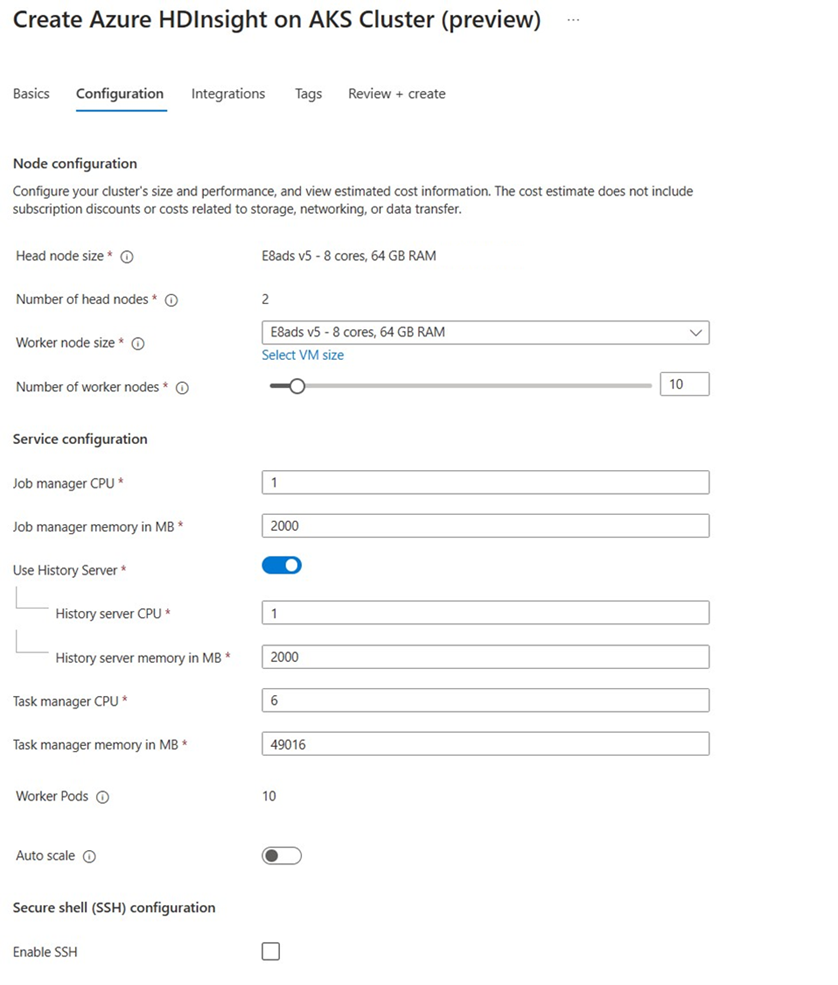 Create Azure HDInsight on AKS Cluster (preview) ...
Basics Configuration Integrations Tags Review + create
Node configuration
Configure your cluster's size and performance, and view estimated cost information. The cost estimate does not include
subscription discounts or costs related to storage, networking, or data transfer.
Head node size * E8ads v5 - 8 cores, 64 GB RAM
Number of head nodes * 2
Worker node size * E8ads v5 - 8 cores, 64 GB RAM
Select VM size
Number of worker nodes * 10
Service configuration
Job manager CPU * 1
Job manager memory in MB * 2000
Use History Server *
History server CPU * 1
History server memory in MB * 2000
Task manager CPU * 6
Task manager memory in MB * 49016
Worker Pods 10
Auto scale
Secure shell (SSH) configuration
Enable SSH